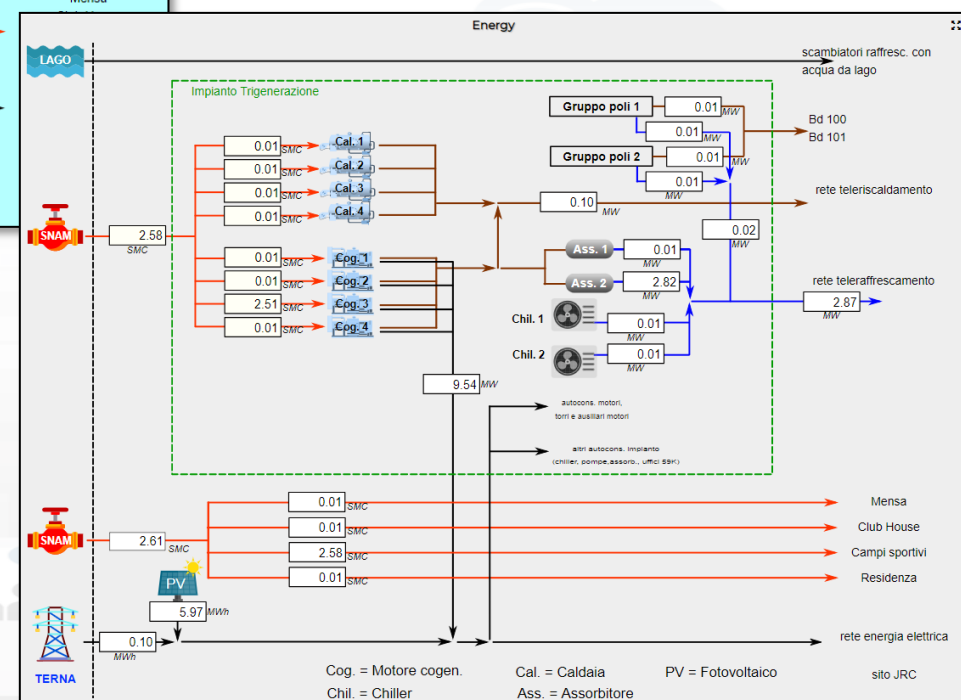 Mensa
Energy
LAGO
scambiatori raffresc. con
acqua da lago
Impianto Trigenerazione
Gruppo poli 1
0.01 MW
0.01 MW
Bd 100
Bd 101
Gruppo poli 2
0.01 MW
0.01 MW
0.01 SMC Cal. 1
0.01 SMC Cal. 2
0.01 SMC Cal. 3
0.01 SMC Cal. 4
rete teleriscaldamento
0.10 MW
SNAM
2.58 SMC
0.02 MW
0.01 SMC Cog. 1
0.01 SMC Cog. 2
2.51 SMC Cog. 3
0.01 SMC Cog. 4
Ass. 1 0.01 MW
Ass. 2 2.82 MW
rete teleraffrescamento
2.87 MW
Chil. 1 0.01 MW
Chil. 2 0.01 MW
9.54 MW
autocons. motori,
torri e ausiliari motori
altri autocons. impianto
(chiller, pompe,assorb., uffici 59K)
SNAM
2.61 SMC
0.01 SMC Mensa
0.01 SMC Club House
2.58 SMC Campi sportivi
0.01 SMC Residenza
PV
5.97 MWh
0.10 MWh
TERNA
rete energia elettrica
sito JRC
Cog. = Motore cogen. Cal. = Caldaia PV = Fotovoltaico
Chil. = Chiller Ass. = Assorbitore